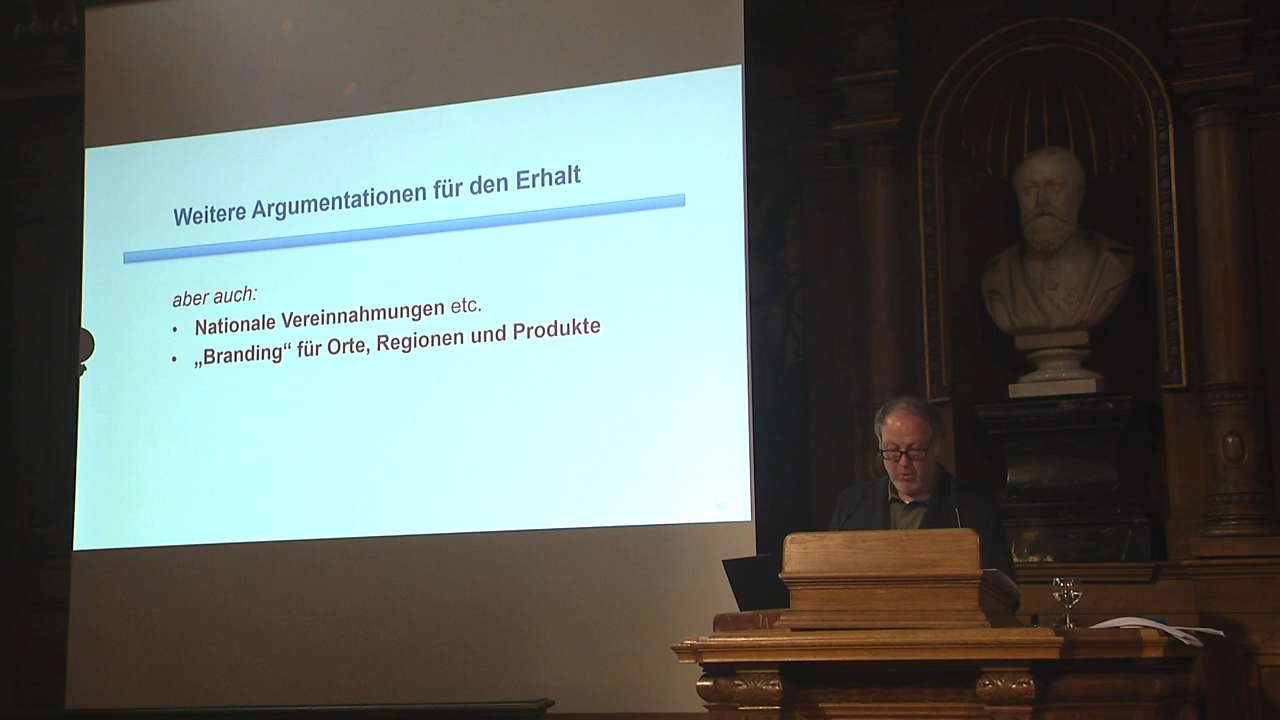 Weitere Argumentationen für den Erhalt
aber auch:
• Nationale Vereinnahmungen etc.
• „Branding“ für Orte, Regionen und Produkte